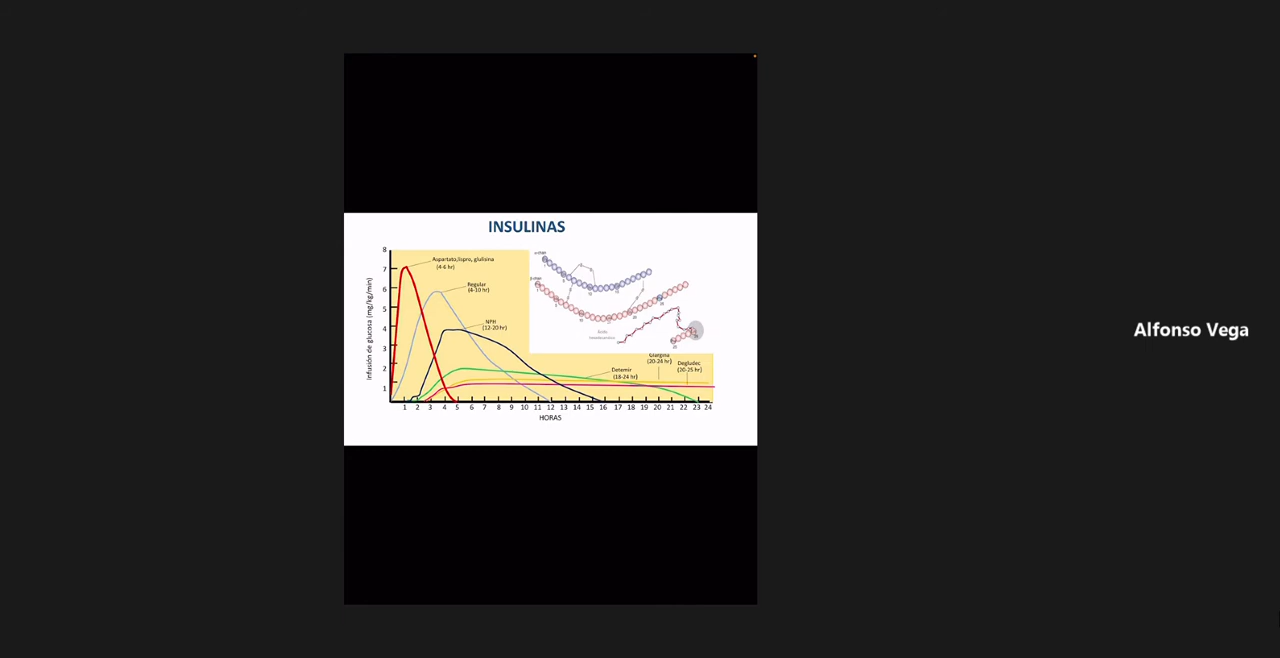 INSULINAS
Aspartato,lispro, glulisina
(4-6 hr)
Regular
(4-10 hr)
NPH
(12-20 hr)
Glargina
(20-24 hr)
Degludec
(20-25 hr)
Detemir
(18-24 hr)
Infusión de glucosa (mg/kg/min)
8
7
6
5
4
3
2
1
1 2 3 4 5 6 7 8 9 10 11 12 13 14 15 16 17 18 19 20 21 22 23 24
HORAS
Alfonso Vega